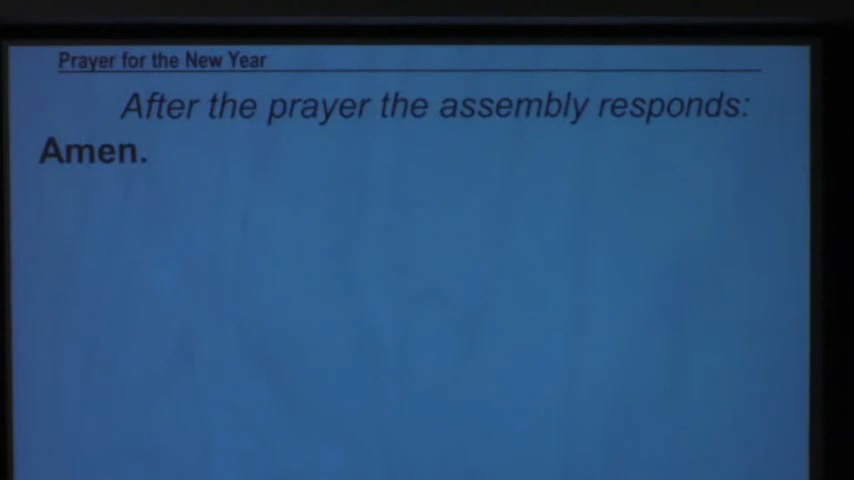 Prayer for the New Year
After the prayer the assembly responds:
Amen.